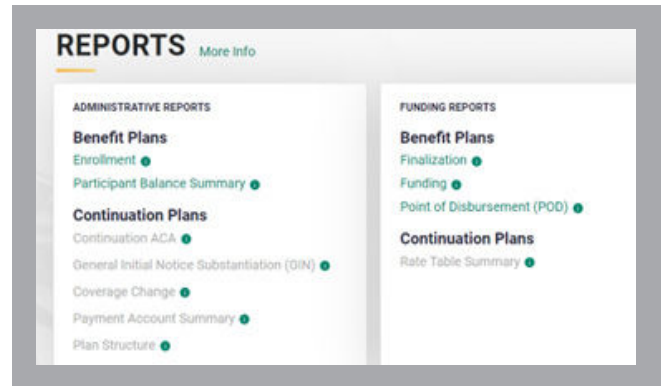 REPORTS More Info
ADMINISTRATIVE REPORTS
Benefit Plans
Enrollment
Participant Balance Summary
Continuation Plans
Continuation ACA
General Initial Notice Substantiation (GIN)
Coverage Change
Payment Account Summary
Plan Structure
FUNDING REPORTS
Benefit Plans
Finalization
Funding
Point of Disbursement (POD)
Continuation Plans
Rate Table Summary